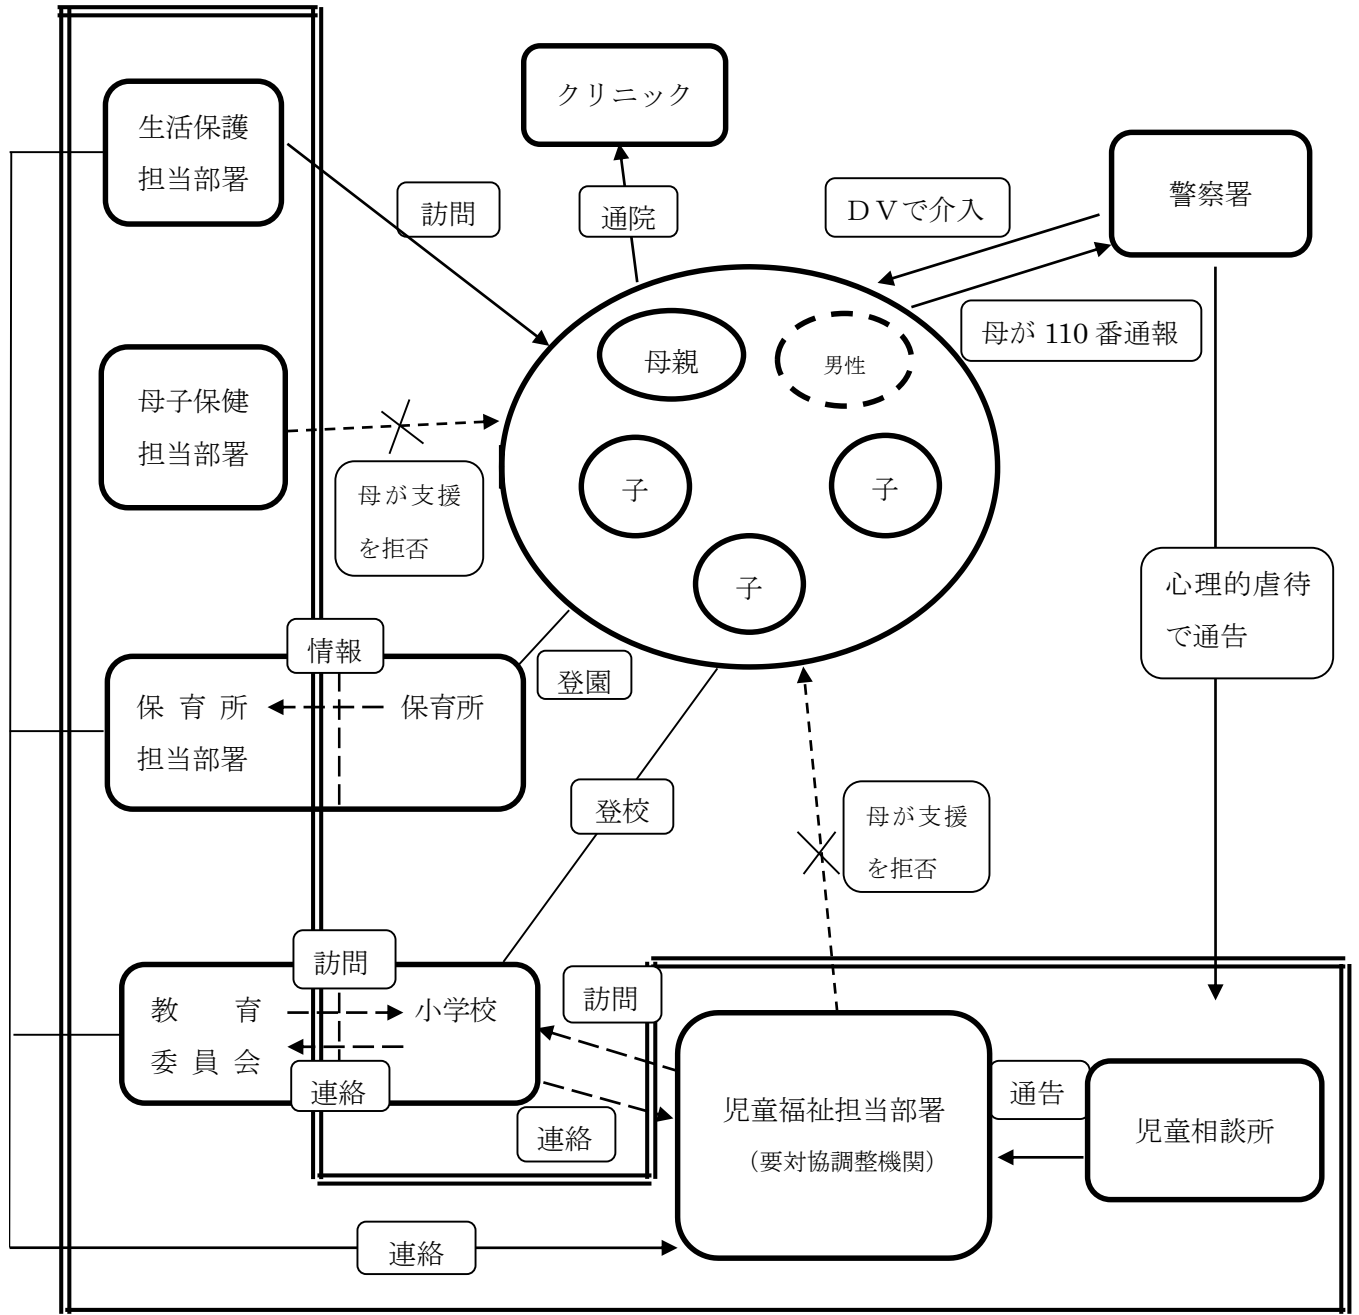 クリニック
生活保護
担当部署
警察署
訪問
通院
ＤＶで介入
母が 110 番通報
母親
男性
母子保健
担当部署
母が支援
を拒否
子
子
子
心理的虐待
で通告
情報
登園
保育所
担当部署
保育所
登校
母が支援
を拒否
訪問
教育
委員会
小学校
連絡
訪問
連絡
児童福祉担当部署
（要対協調整機関）
通告
児童相談所
連絡